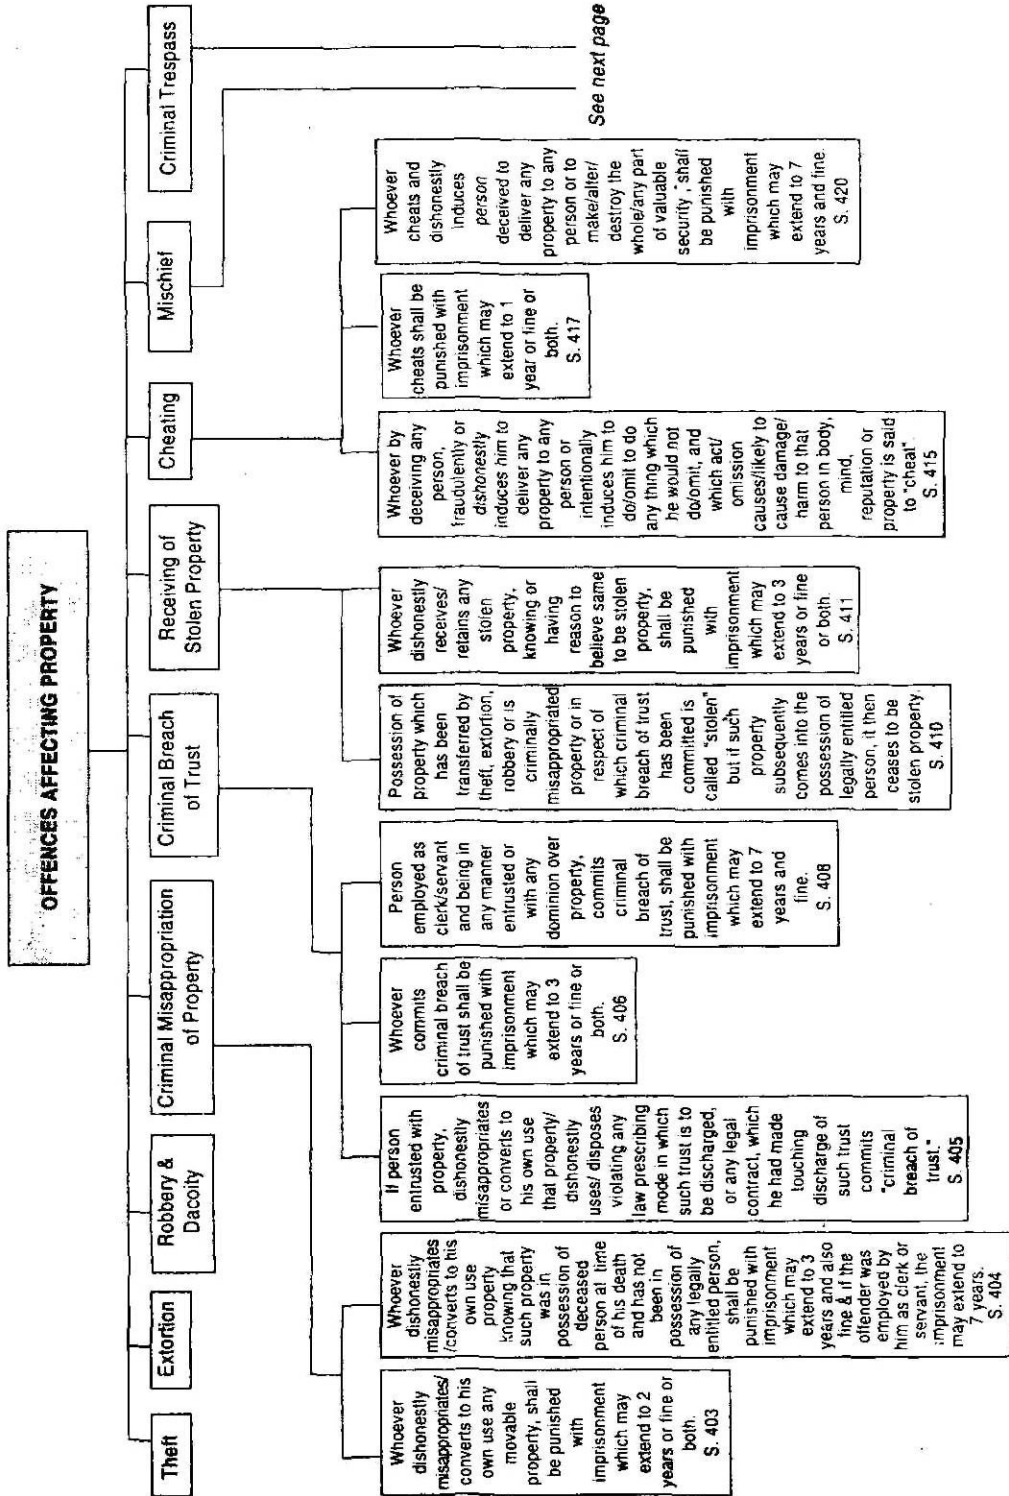 OFFENCES AFFECTING PROPERTY
Theft
Extortion
Robbery &
Dacoity
Criminal Misappropriation
of Property
Criminal Breach
of Trust
Receiving of
Stolen Property
Cheating
Mischief
Criminal Trespass
Whoever
dishonestly
misappropriates/
converts to his
own use any
movable
property, shall
be punished
with
imprisonment
which may
extend to 2
years or fine or
both.
S. 403
Whoever
dishonestly
misappropriates
/converts to his
own use
property
knowing that
such property
was in
possession of
deceased
person at time
of his death
and has not
been in
possession of
any legally
entitled person,
shall be
punished with
imprisonment
which may
extend to 3
years and also
fine & if the
offender was
employed by
him as clerk or
servant, the
imprisonment
may extend to
7 years.
S. 404
If person
entrusted with
property,
dishonestly
misappropriates
or converts to
his own use
that property/
dishonestly
uses/ disposes
violating any
law prescribing
mode in which
such trust is to
be discharged,
or any legal
contract, which
he had made
touching
discharge of
such trust
commits
"criminal
breach of
trust."
S. 405
Whoever
commits
criminal breach
of trust shall be
punished with
imprisonment
which may
extend to 3
years or fine or
both.
S. 406
Person
employed as
clerk/servant
and being in
any manner
entrusted or
with any
dominion over
property,
commits
criminal
breach of
trust, shall be
punished with
imprisonment
which may
extend to 7
years and
fine.
S. 408
Possession of
property which
has been
transferred by
theft, extortion,
robbery or is
criminally
misappropriated
property or in
respect of
which criminal
breach of trust
has been
committed is
called "stolen"
but if such
property
subsequently
comes into the
possession of
legally entitled
person, it then
ceases to be
stolen property.
S. 410
Whoever
dishonestly
receives/
retains any
stolen
property,
knowing or
having
reason to
believe same
to be stolen
property,
shall be
punished
with
imprisonment
which may
extend to 3
years or fine
or both.
S. 411
Whoever by
deceiving any
person,
fraudulently or
dishonestly
induces him to
deliver any
property to any
person or
intentionally
induces him to
do/omit to do
any thing which
he would not
do/omit, and
which act/
omission
causes/likely to
cause damage/
harm to that
person in body,
mind,
reputation or
property is said
to "cheat".
S. 415
Whoever
cheats shall be
punished with
imprisonment
which may
extend to 1
year or fine or
both.
S. 417
Whoever
cheats and
dishonestly
induces
person
deceived to
deliver any
property to any
person or to
make/alter/
destroy the
whole/any part
of valuable
security ," shall
be punished
with
imprisonment
which may
extend to 7
years and fine.
S. 420
See next page